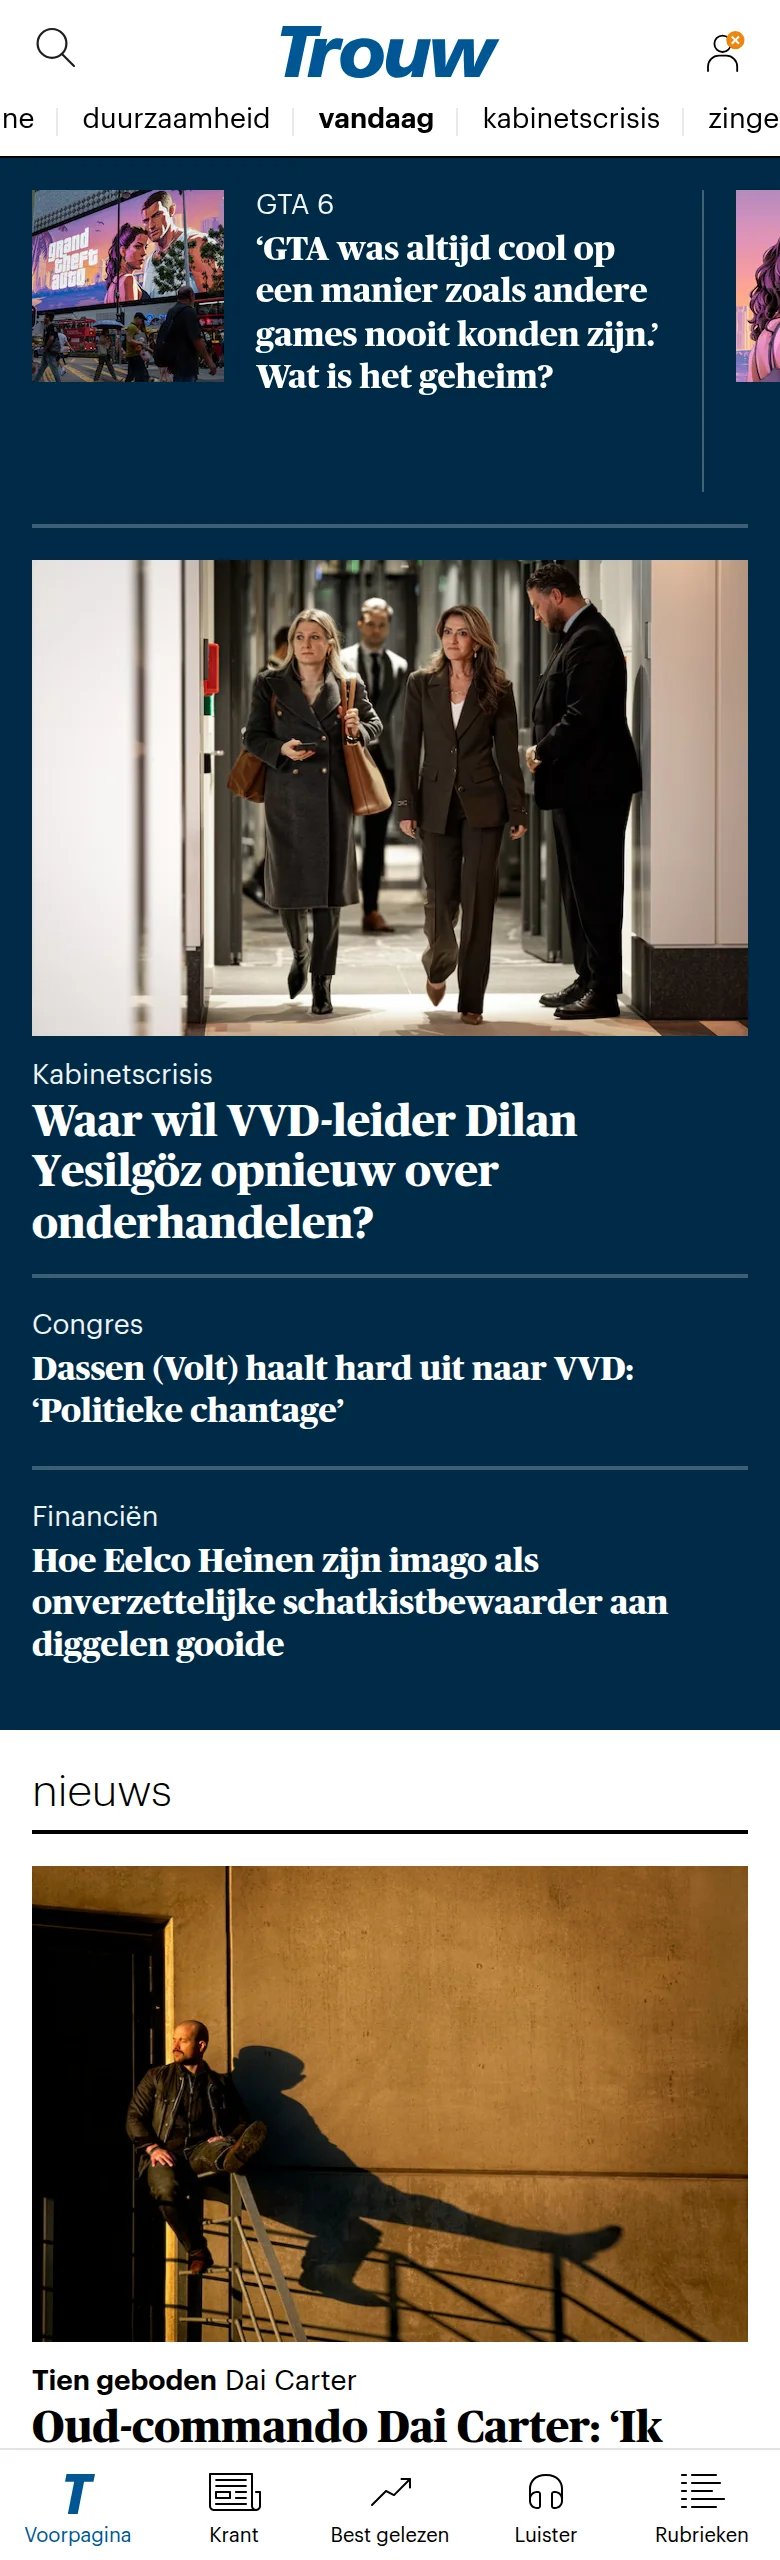 Trouw
ne
duurzaamheid
vandaag
kabinetscrisis
zinge
grand
theft
auto
GTA 6
‘GTA was altijd cool op
een manier zoals andere
games nooit konden zijn.’
Wat is het geheim?
Kabinetscrisis
Waar wil VVD-leider Dilan
Yesilgöz opnieuw over
onderhandelen?
Congres
Dassen (Volt) haalt hard uit naar VVD:
‘Politieke chantage’
Financiën
Hoe Eelco Heinen zijn imago als
onverzettelijke schatkistbewaarder aan
diggelen gooide
nieuws
Tien geboden Dai Carter
Oud-commando Dai Carter: ‘Ik
T
Voorpagina
Krant
Best gelezen
Luister
Rubrieken